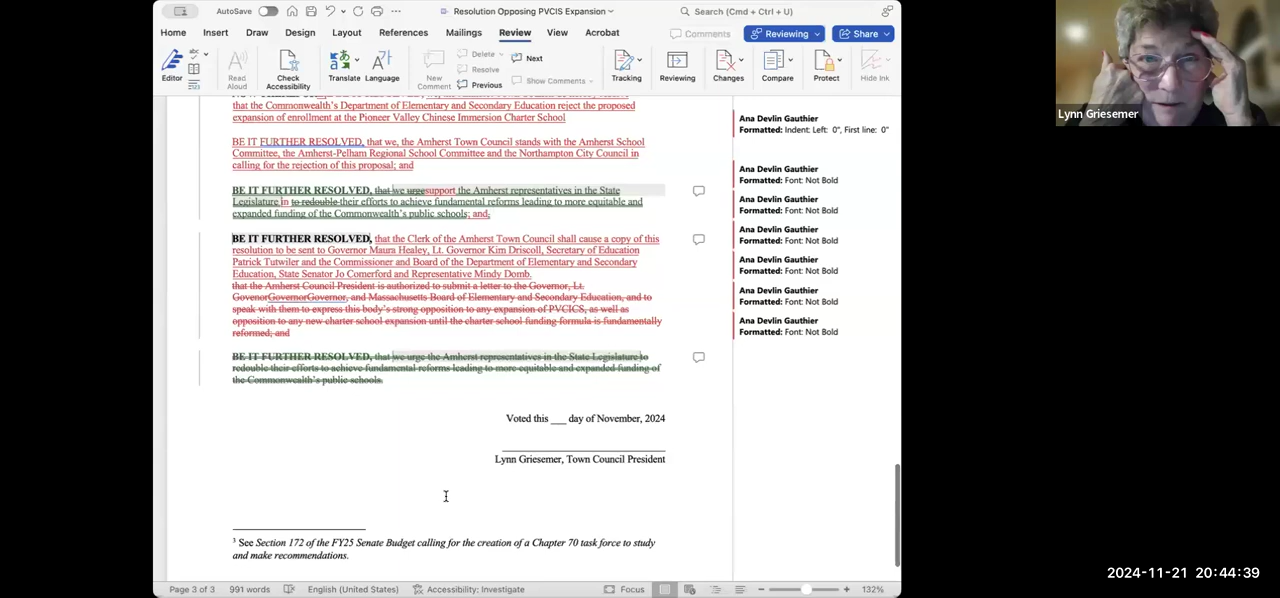 AutoSave
Resolution Opposing PVCIS Expansion
Search (Cmd + Ctrl + U)
Home Insert Draw Design Layout References Mailings Review View Acrobat
Comments Reviewing Share
Editor
Read Aloud
Check Accessibility
Translate Language
New Comment
Delete
Resolve
Next
Previous
Show Comments
Tracking Reviewing Changes Compare Protect Hide Ink
that the Commonwealth's Department of Elementary and Secondary Education reject the proposed
expansion of enrollment at the Pioneer Valley Chinese Immersion Charter School
BE IT FURTHER RESOLVED, that we, the Amherst Town Council stands with the Amherst School
Committee, the Amherst-Pelham Regional School Committee and the Northampton City Council in
calling for the rejection of this proposal; and
BE IT FURTHER RESOLVED, that we urgesupport the Amherst representatives in the State
Legislature in to redouble their efforts to achieve fundamental reforms leading to more equitable and
expanded funding of the Commonwealth's public schools; and.
BE IT FURTHER RESOLVED, that the Clerk of the Amherst Town Council shall cause a copy of this
resolution to be sent to Governor Maura Healey, Lt. Governor Kim Driscoll, Secretary of Education
Patrick Tutwiler and the Commissioner and Board of the Department of Elementary and Secondary
Education, State Senator Jo Comerford and Representative Mindy Domb.
that the Amherst Council President is authorized to submit a letter to the Governor, Lt.
GovenorGovernorGovernor, and Massachusetts Board of Elementary and Secondary Education, and to
speak with them to express this body's strong opposition to any expansion of PVCICS, as well as
opposition to any new charter school expansion until the charter school funding formula is fundamentally
reformed; and
BE IT FURTHER RESOLVED, that we urge the Amherst representatives in the State Legislature to
redouble their efforts to achieve fundamental reforms leading to more equitable and expanded funding of
the Commonwealth's public schools.
Voted this ___ day of November, 2024
Lynn Griesemer, Town Council President
3 See Section 172 of the FY25 Senate Budget calling for the creation of a Chapter 70 task force to study
and make recommendations.
Ana Devlin Gauthier
Formatted: Indent: Left: 0", First line: 0"
Ana Devlin Gauthier
Formatted: Font: Not Bold
Ana Devlin Gauthier
Formatted: Font: Not Bold
Ana Devlin Gauthier
Formatted: Font: Not Bold
Ana Devlin Gauthier
Formatted: Font: Not Bold
Ana Devlin Gauthier
Formatted: Font: Not Bold
Ana Devlin Gauthier
Formatted: Font: Not Bold
Page 3 of 3 991 words English (United States) Accessibility: Investigate Focus 132%
Lynn Griesemer
2024-11-21 20:44:39